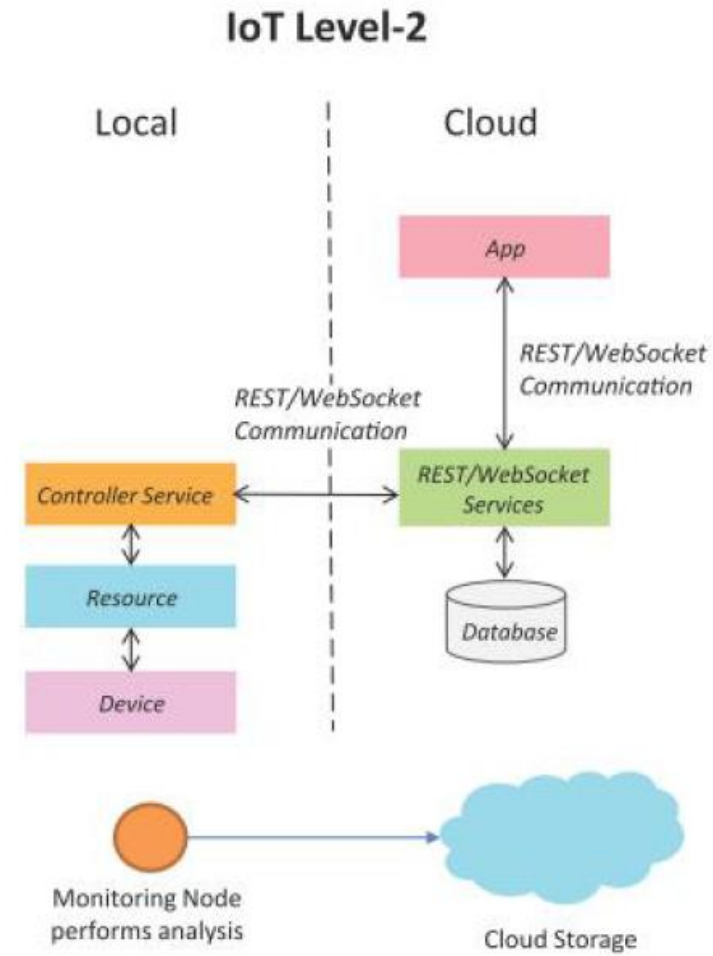 IoT Level-2
Local
Cloud
App
REST/WebSocket
Communication
REST/WebSocket
Communication
Controller Service
REST/WebSocket
Services
Resource
Database
Device
Monitoring Node
performs analysis
Cloud Storage